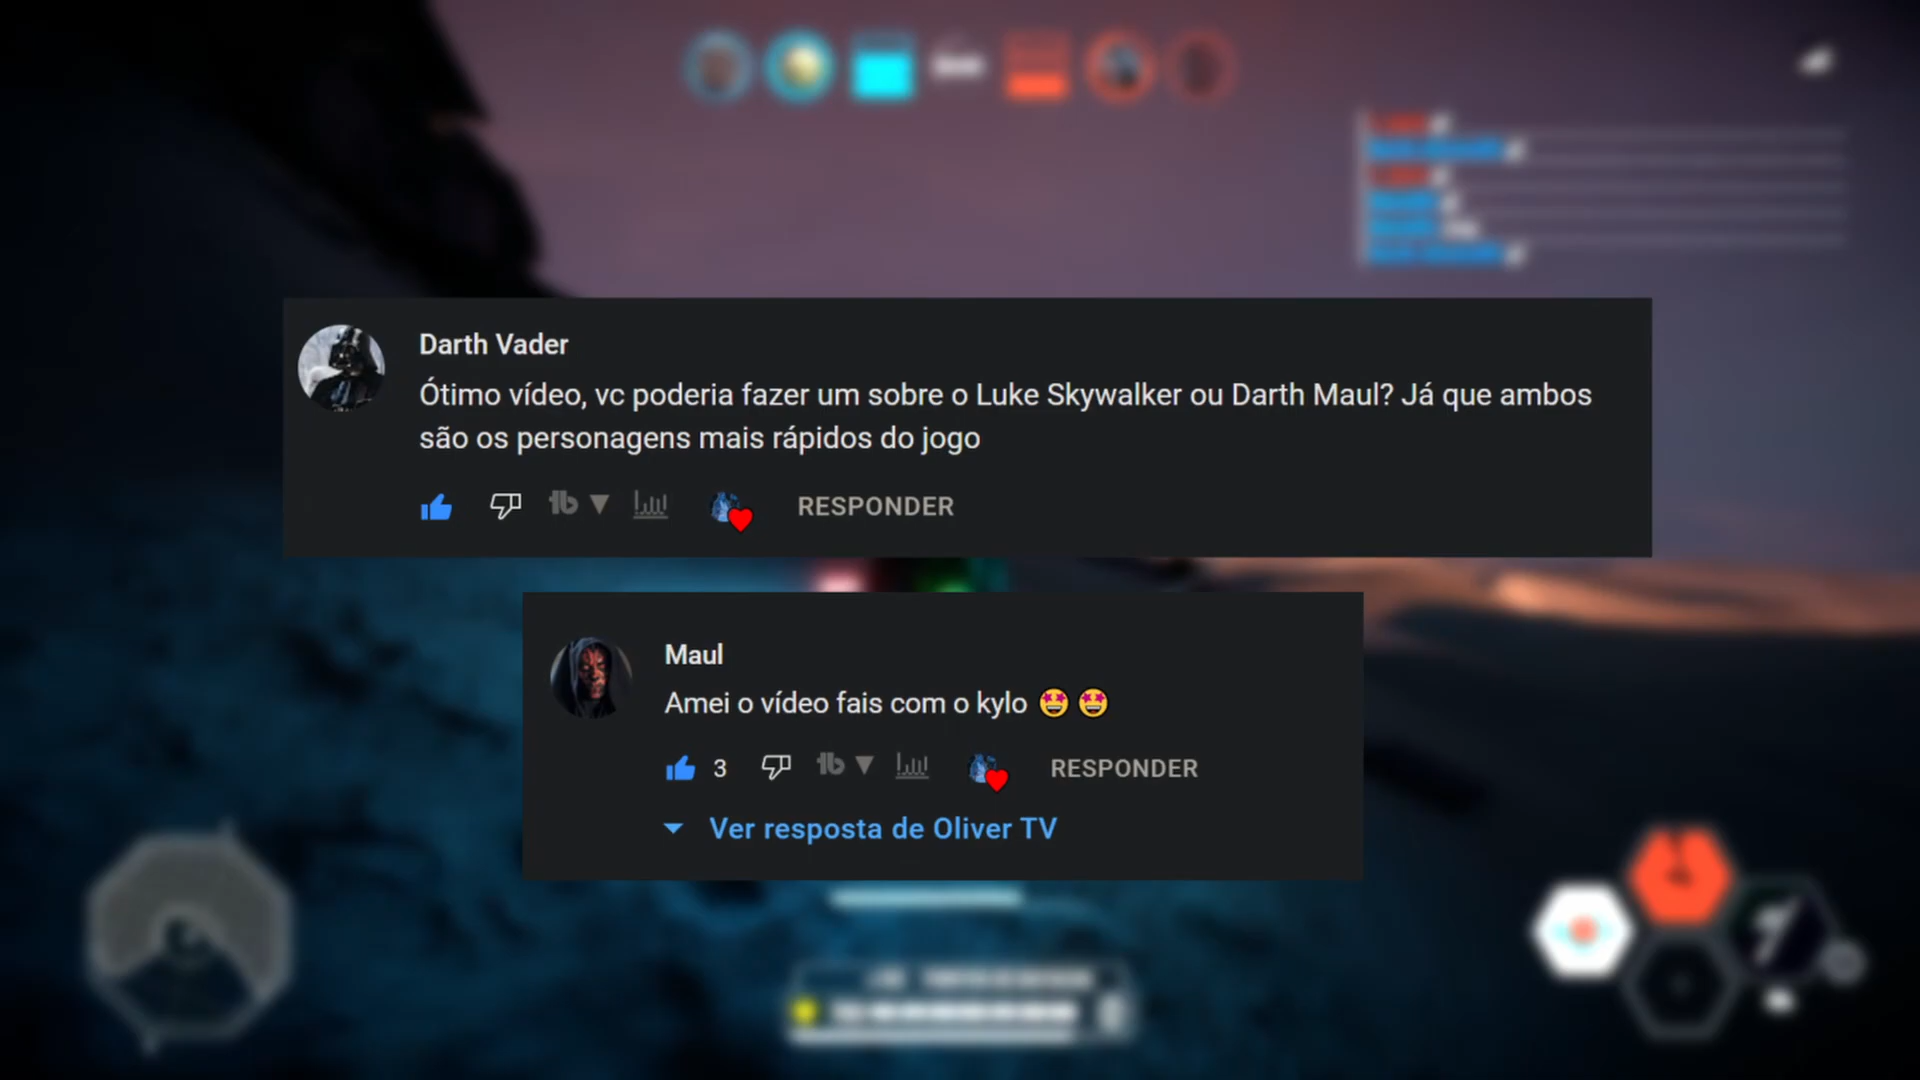 Darth Vader
Ótimo vídeo, vc poderia fazer um sobre o Luke Skywalker ou Darth Maul? Já que ambos
são os personagens mais rápidos do jogo
RESPONDER
Maul
Amei o vídeo fais com o kylo 🤩 🤩
3
RESPONDER
Ver resposta de Oliver TV